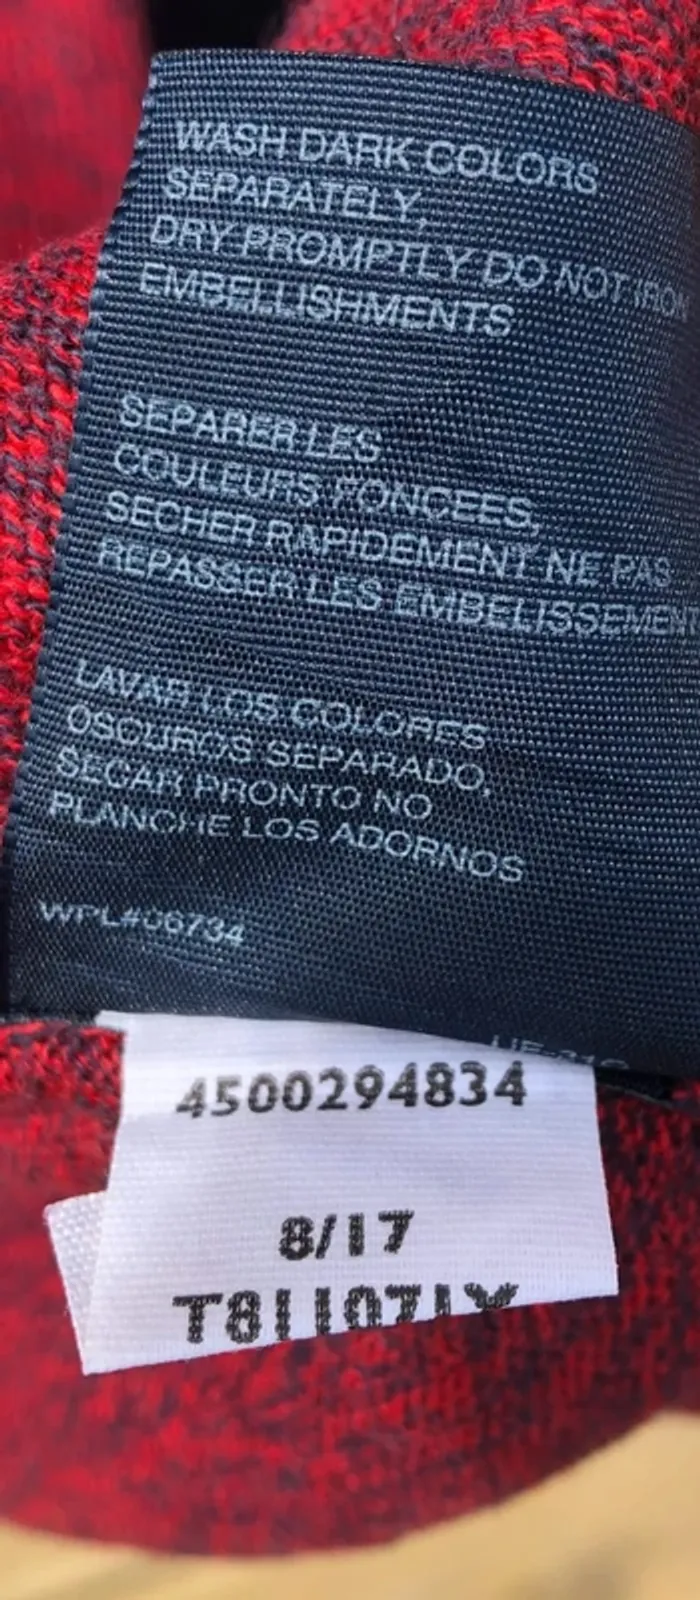 WASH DARK COLORS
SEPARATELY,
DRY PROMPTLY DO NOT IRON
EMBELLISHMENTS
SEPARER LES
COULEURS FONCEES,
SECHER RAPIDEMENT NE PAS
REPASSER LES EMBELISSEMEN
LAVAR LOS COLORES
OSCUROS SEPARADO,
SECAR PRONTO NO
PLANCHE LOS ADORNOS
WPL#06734
4500294834
8/17